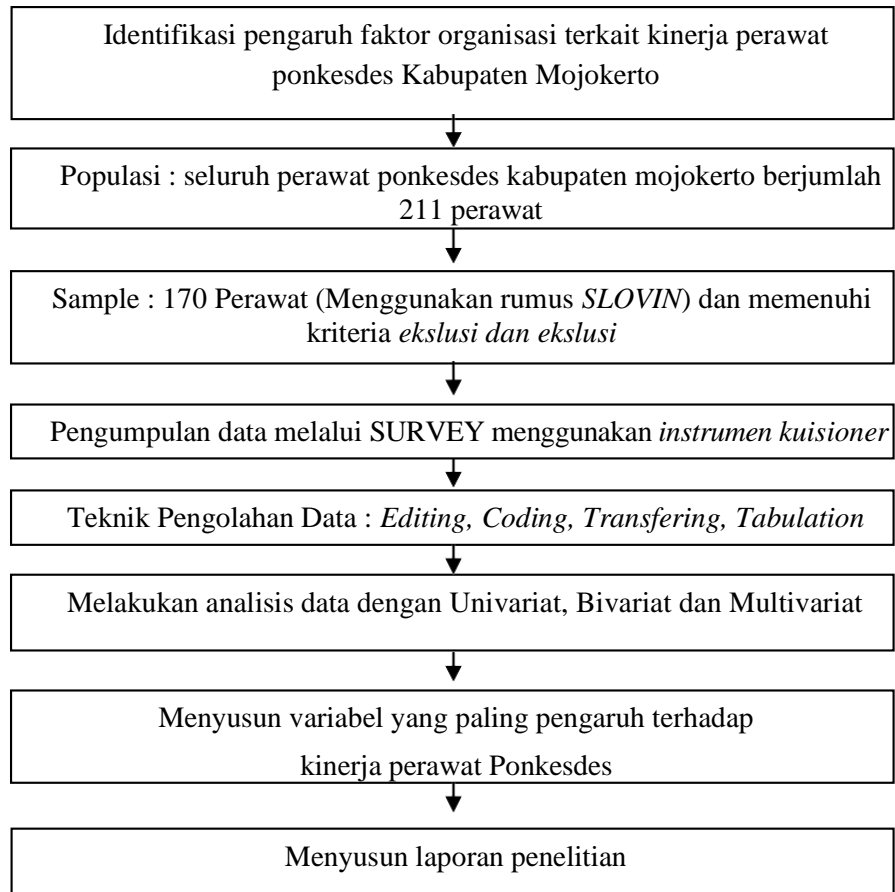 Identifikasi pengaruh faktor organisasi terkait kinerja perawat
ponkesdes Kabupaten Mojokerto
Populasi : seluruh perawat ponkesdes kabupaten mojokerto berjumlah
211 perawat
Sample : 170 Perawat (Menggunakan rumus SLOVIN) dan memenuhi
kriteria ekslusi dan ekslusi
Pengumpulan data melalui SURVEY menggunakan instrumen kuisioner
Teknik Pengolahan Data : Editing, Coding, Transfering, Tabulation
Melakukan analisis data dengan Univariat, Bivariat dan Multivariat
Menyusun variabel yang paling pengaruh terhadap
kinerja perawat Ponkesdes
Menyusun laporan penelitian